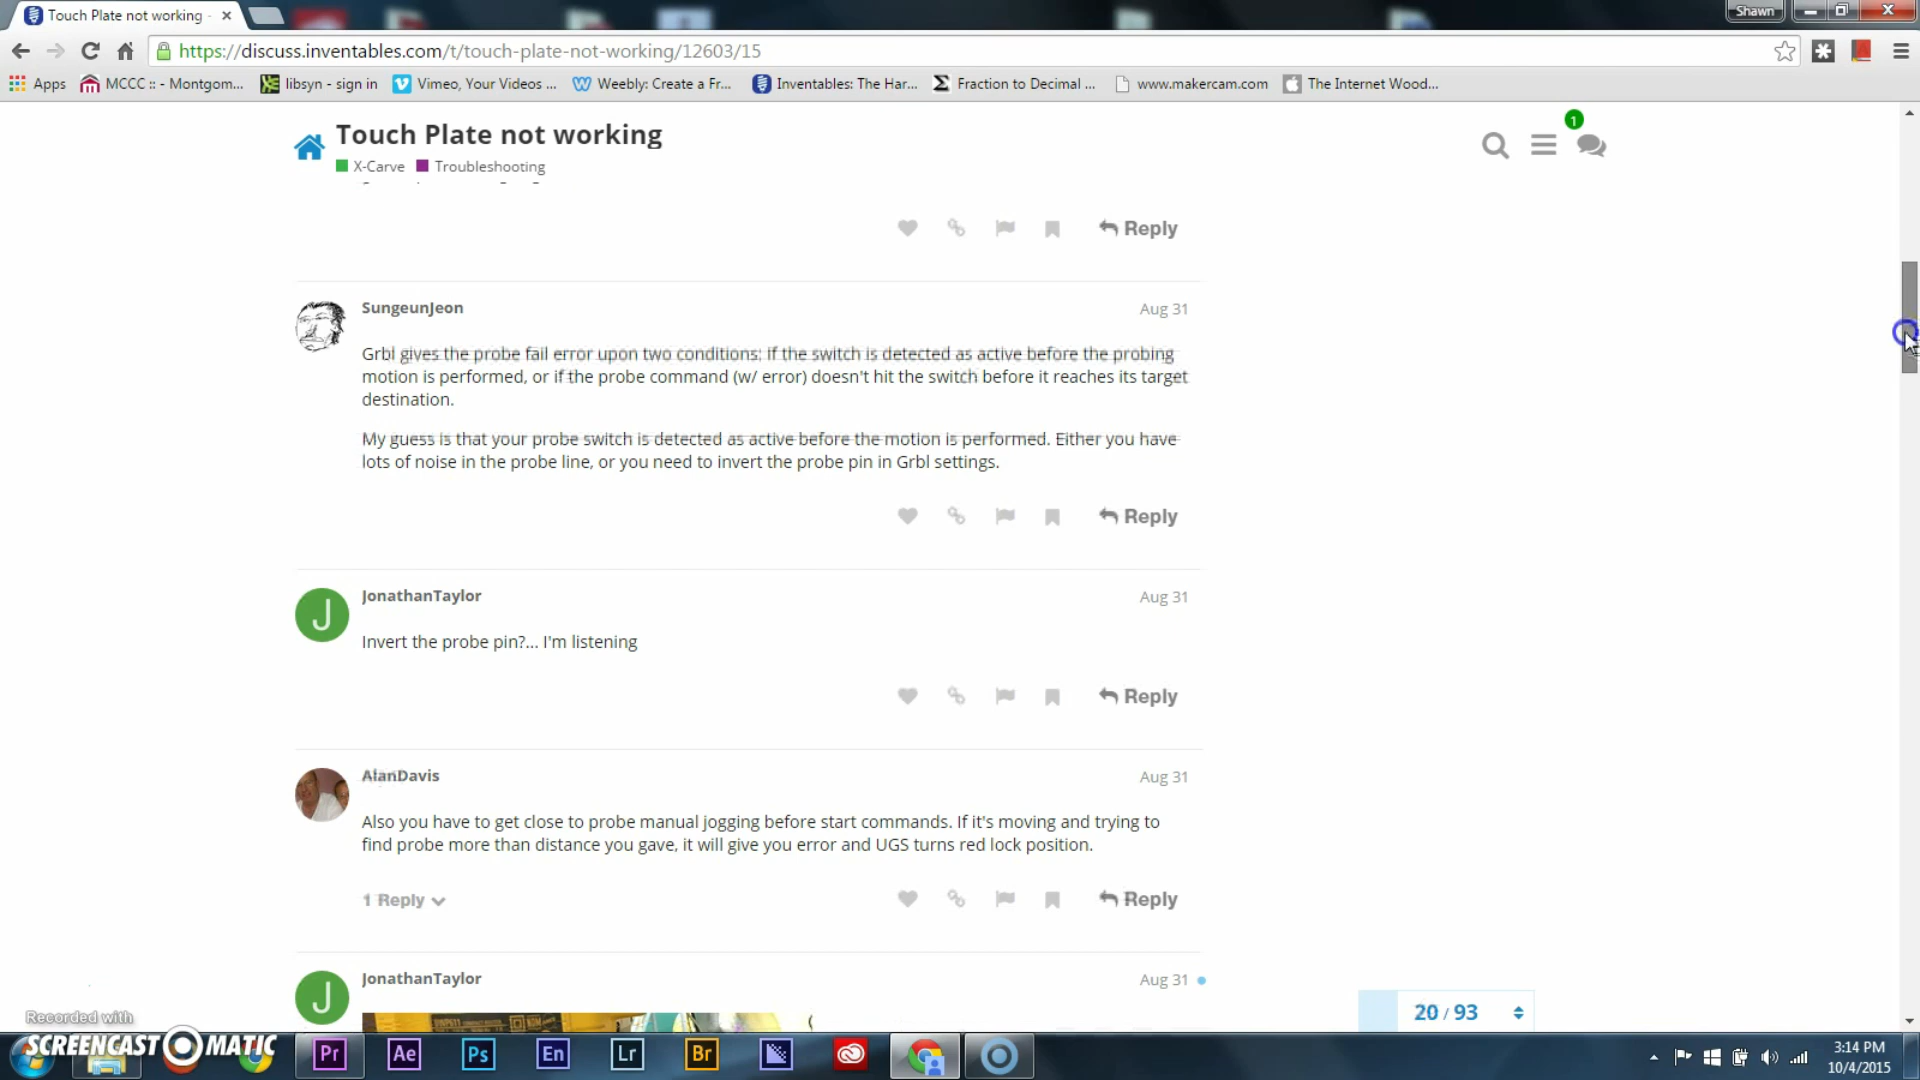 Touch Plate not working
Shawn
https://discuss.inventables.com/t/touch-plate-not-working/12603/15
Apps MCCC :: - Montgom... libsyn - sign in Vimeo, Your Videos ... Weebly: Create a Fr... Inventables: The Har... Fraction to Decimal ... www.makercam.com The Internet Wood...
Touch Plate not working
1
X-Carve Troubleshooting
Reply
SungeunJeon Aug 31
Grbl gives the probe fail error upon two conditions: if the switch is detected as active before the probing
motion is performed, or if the probe command (w/ error) doesn't hit the switch before it reaches its target
destination.
My guess is that your probe switch is detected as active before the motion is performed. Either you have
lots of noise in the probe line, or you need to invert the probe pin in Grbl settings.
Reply
JonathanTaylor Aug 31
Invert the probe pin?... I'm listening
Reply
AlanDavis Aug 31
Also you have to get close to probe manual jogging before start commands. If it's moving and trying to
find probe more than distance you gave, it will give you error and UGS turns red lock position.
1 Reply Reply
JonathanTaylor Aug 31
J
J
20 / 93
Recorded with
SCREENCAST MATIC
Pr Ae Ps En Lr Br
3:14 PM
10/4/2015